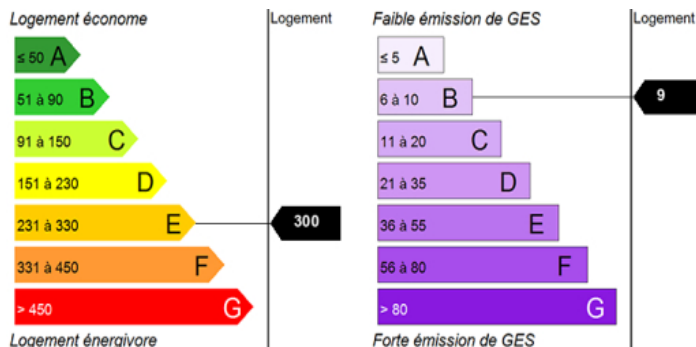 Logement économe
Logement
≤ 50 A
51 à 90 B
91 à 150 C
151 à 230 D
231 à 330 E
300
331 à 450 F
> 450 G
Logement énergivore
Faible émission de GES
Logement
≤ 5 A
6 à 10 B
9
11 à 20 C
21 à 35 D
36 à 55 E
56 à 80 F
> 80 G
Forte émission de GES